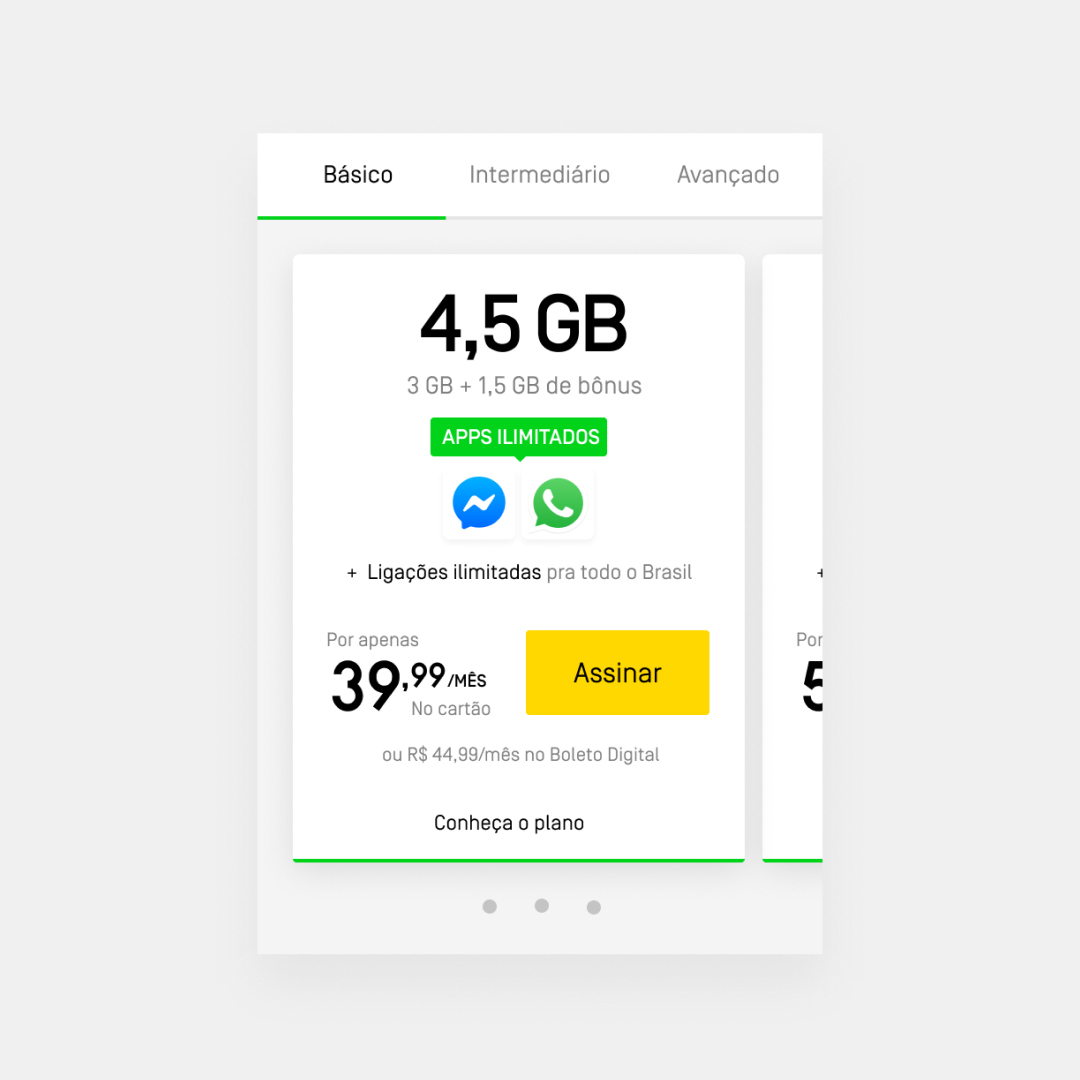 Básico Intermediário Avançado
4,5 GB
3 GB + 1,5 GB de bônus
APPS ILIMITADOS
+ Ligações ilimitadas pra todo o Brasil
+
Por apenas
39,99/MÊS
No cartão
Assinar
ou R$ 44,99/mês no Boleto Digital
Conheça o plano
Por
5